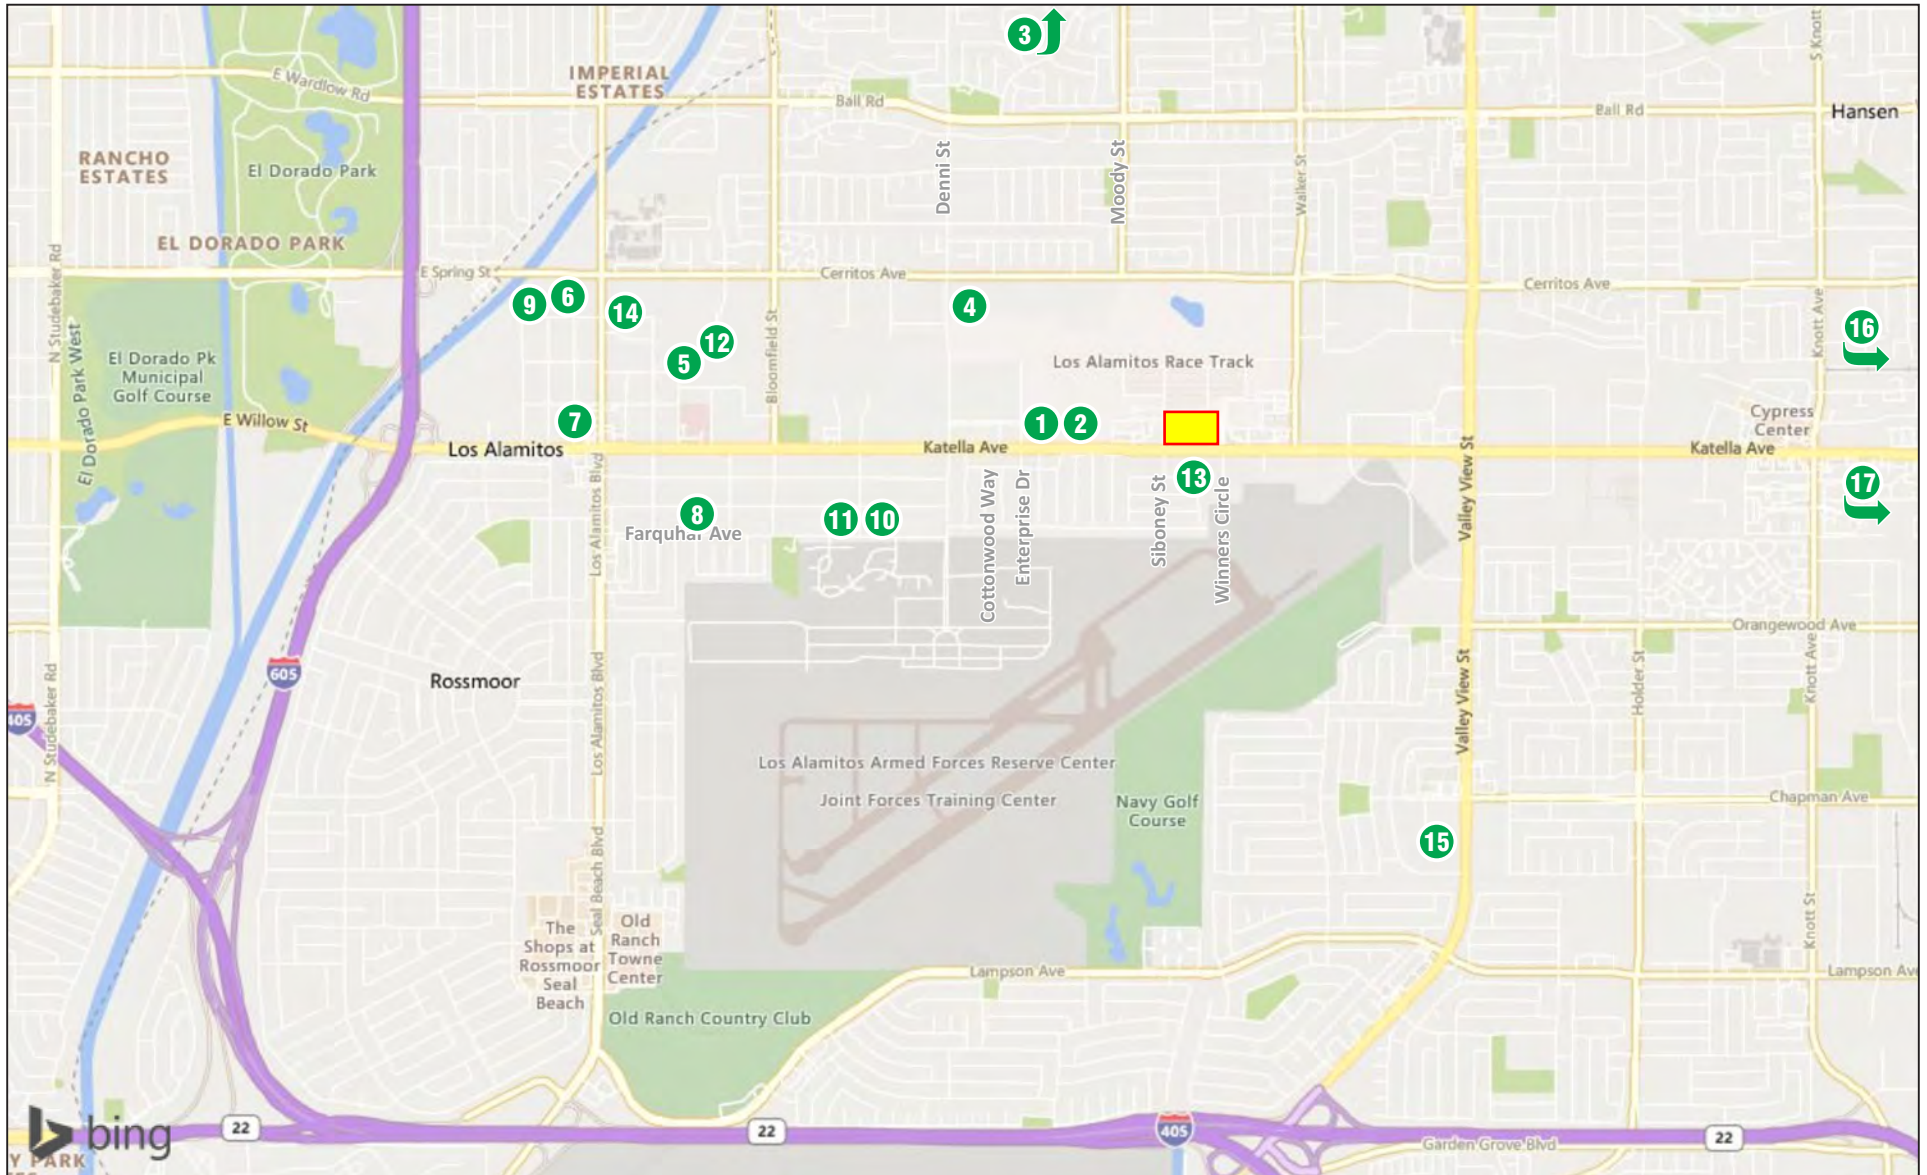 3
IMPERIAL
ESTATES
E Wardlow Rd
Ball Rd
Ball Rd
S Knott
Hansen
RANCHO
ESTATES
El Dorado Park
Denni St
Moody St
Walker St
EL DORADO PARK
N Studebaker Rd
E Spring St
Cerritos Ave
Cerritos Ave
9
6
14
4
12
5
Bloomfield St
Knott Ave
16
El Dorado Park West
El Dorado Pk
Municipal
Golf Course
Los Alamitos Race Track
E Willow St
7
1
2
Cypress
Center
Los Alamitos
Katella Ave
Katella Ave
Los Alamitos Blvd
Cottonwood Way
Enterprise Dr
Siboney St
13
Winners Circle
Valley View St
17
8
11
10
Farquhar Ave
Orangewood Ave
605
Rossmoor
405
N Studebaker Rd
Los Alamitos Blvd
Valley View St
Holder St
Knott Ave
Los Alamitos Armed Forces Reserve Center
Joint Forces Training Center
Navy Golf
Course
Chapman Ave
15
Seal Beach Blvd
The
Shops at
Rossmoor
Seal
Beach
Old
Ranch
Towne
Center
Knott St
Lampson Ave
Lampson Av
Old Ranch Country Club
bing
22
22
405
22
Garden Grove Blvd
Y PARK